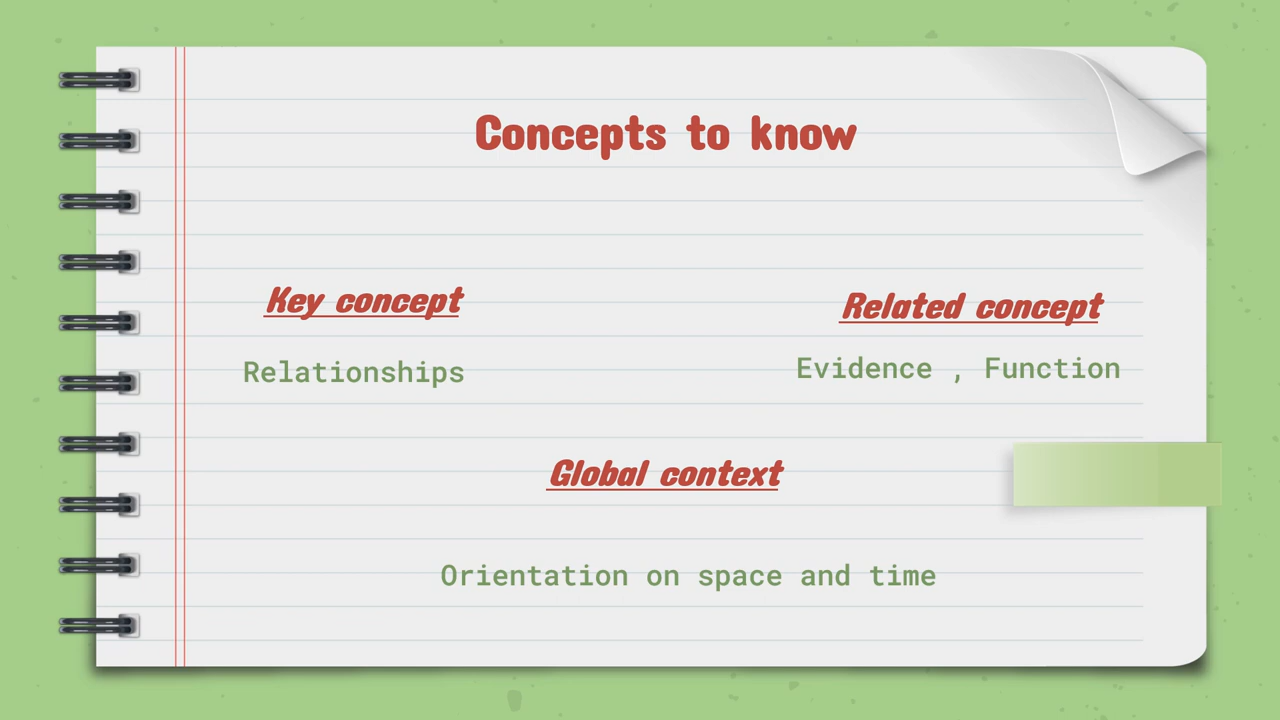 Concepts to know
Key concept
Relationships
Related concept
Evidence , Function
Global context
Orientation on space and time